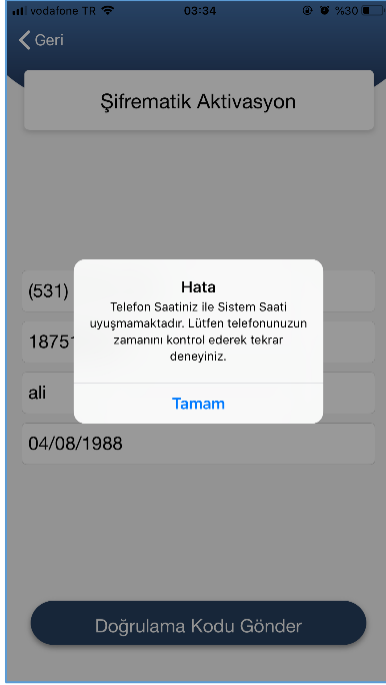 vodafone TR
03:34
%30
Geri
Şifrematik Aktivasyon
(531)
Hata
Telefon Saatiniz ile Sistem Saati
uyuşmamaktadır. Lütfen telefonunuzun
zamanını kontrol ederek tekrar
deneyiniz.
Tamam
18751
ali
04/08/1988
Doğrulama Kodu Gönder